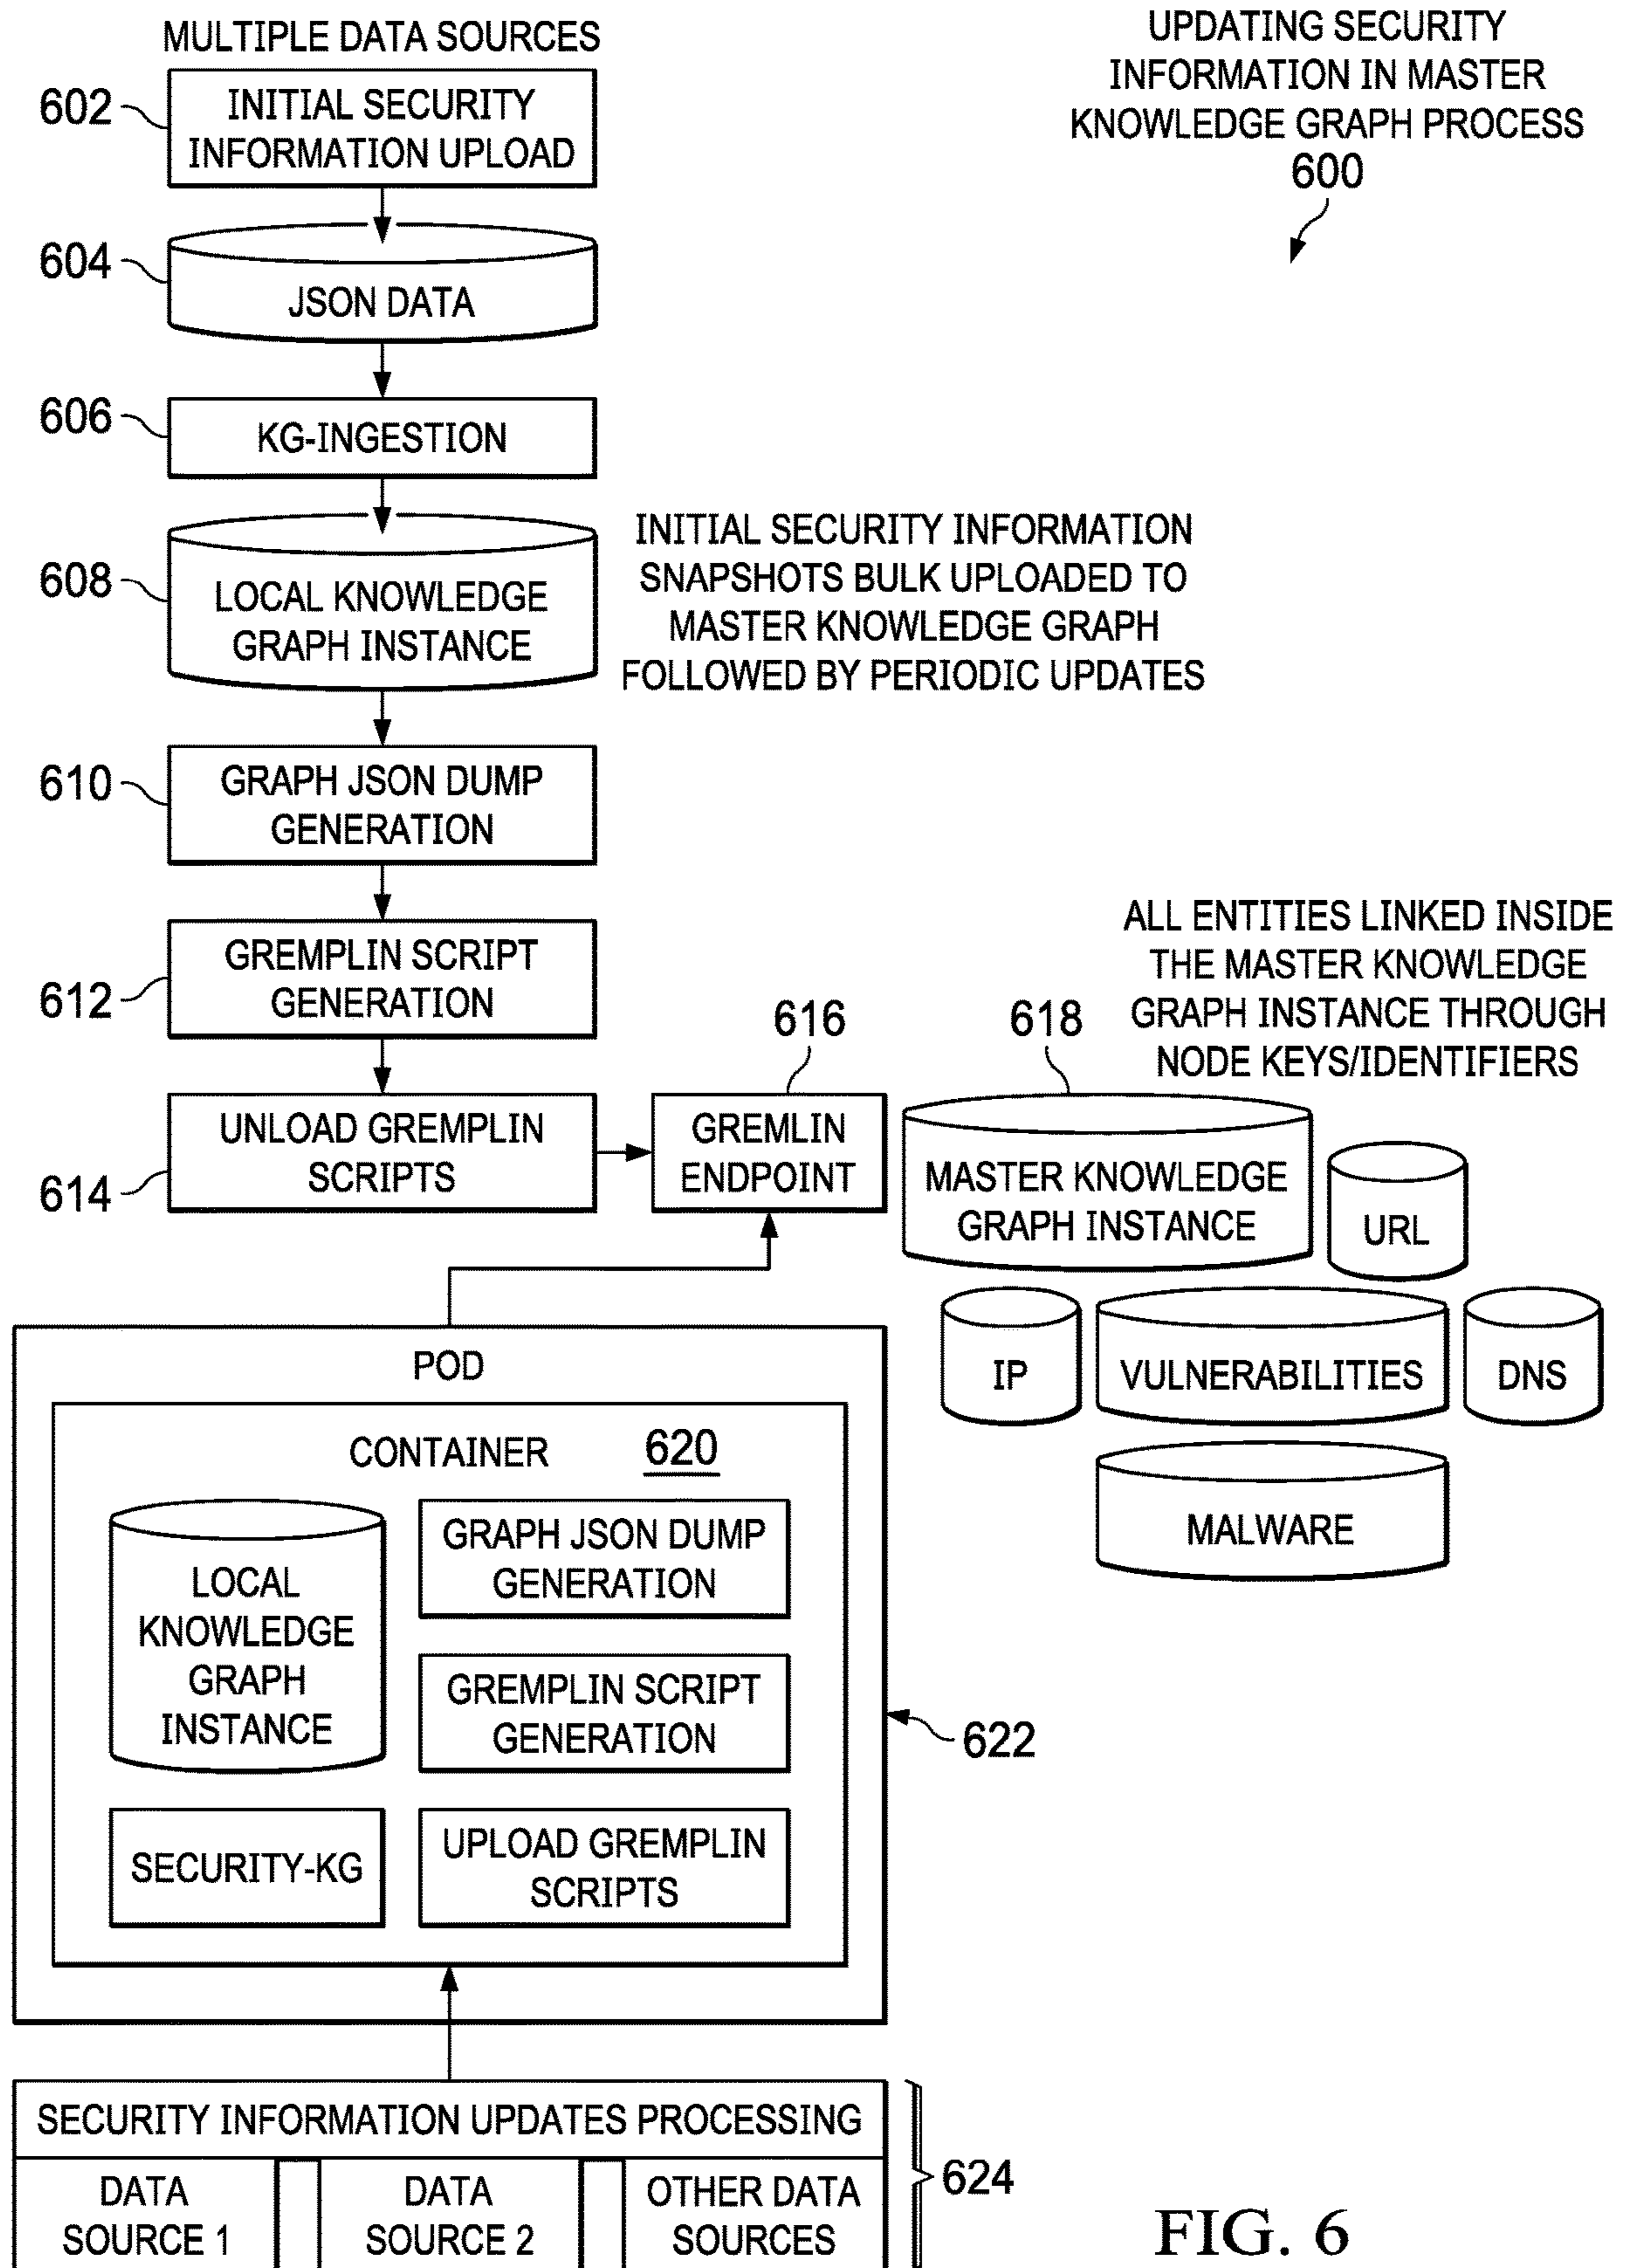 MULTIPLE DATA SOURCES
UPDATING SECURITY
INFORMATION IN MASTER
KNOWLEDGE GRAPH PROCESS
600
602
INITIAL SECURITY
INFORMATION UPLOAD
604
JSON DATA
606
KG-INGESTION
608
LOCAL KNOWLEDGE
GRAPH INSTANCE
INITIAL SECURITY INFORMATION
SNAPSHOTS BULK UPLOADED TO
MASTER KNOWLEDGE GRAPH
FOLLOWED BY PERIODIC UPDATES
610
GRAPH JSON DUMP
GENERATION
612
GREMPLIN SCRIPT
GENERATION
614
UNLOAD GREMPLIN
SCRIPTS
616
GREMLIN
ENDPOINT
618
MASTER KNOWLEDGE
GRAPH INSTANCE
ALL ENTITIES LINKED INSIDE
THE MASTER KNOWLEDGE
GRAPH INSTANCE THROUGH
NODE KEYS/IDENTIFIERS
URL
IP
VULNERABILITIES
DNS
MALWARE
POD
CONTAINER
620
LOCAL
KNOWLEDGE
GRAPH
INSTANCE
GRAPH JSON DUMP
GENERATION
GREMPLIN SCRIPT
GENERATION
SECURITY-KG
UPLOAD GREMPLIN
SCRIPTS
622
SECURITY INFORMATION UPDATES PROCESSING
DATA
SOURCE 1
DATA
SOURCE 2
OTHER DATA
SOURCES
624
FIG. 6